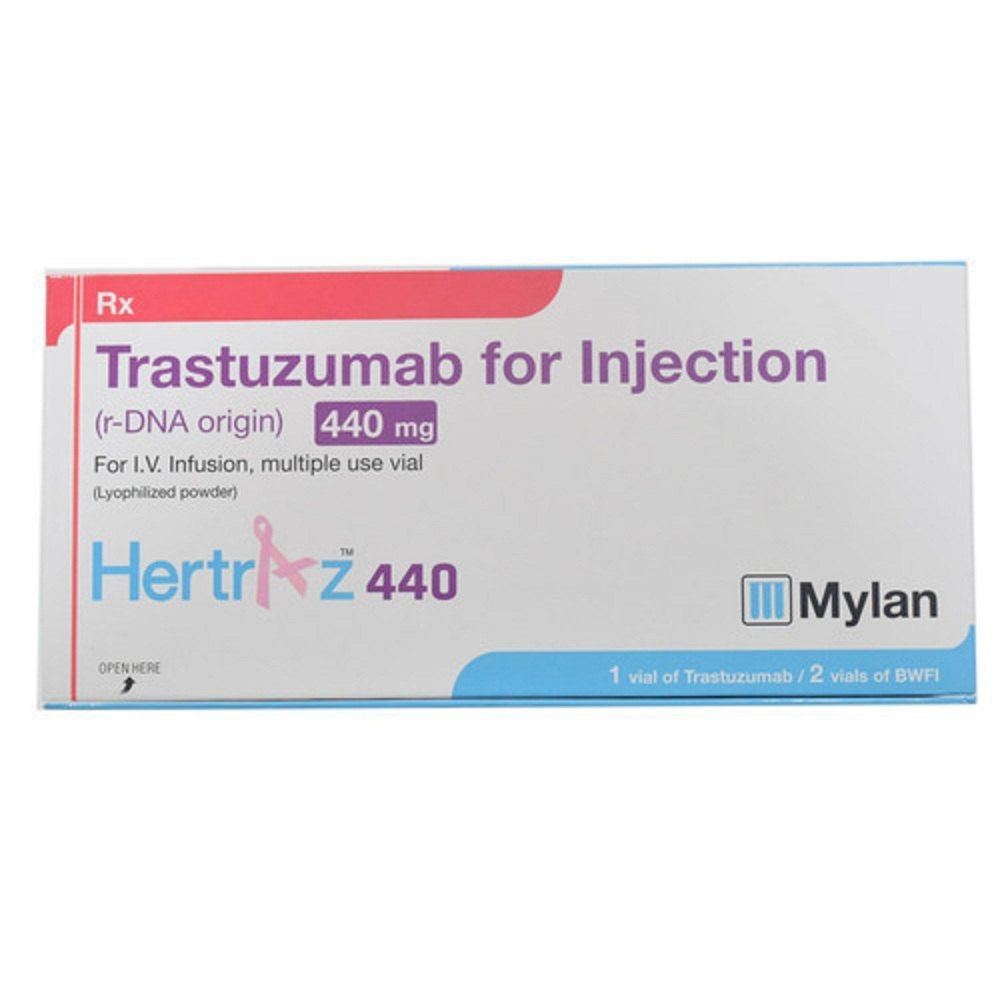 Rx
Trastuzumab for Injection
(r-DNA origin) 440 mg
For I.V. Infusion, multiple use vial
(Lyophilized powder)
Hertraz™ 440
Mylan
OPEN HERE
1 vial of Trastuzumab / 2 vials of BWFI